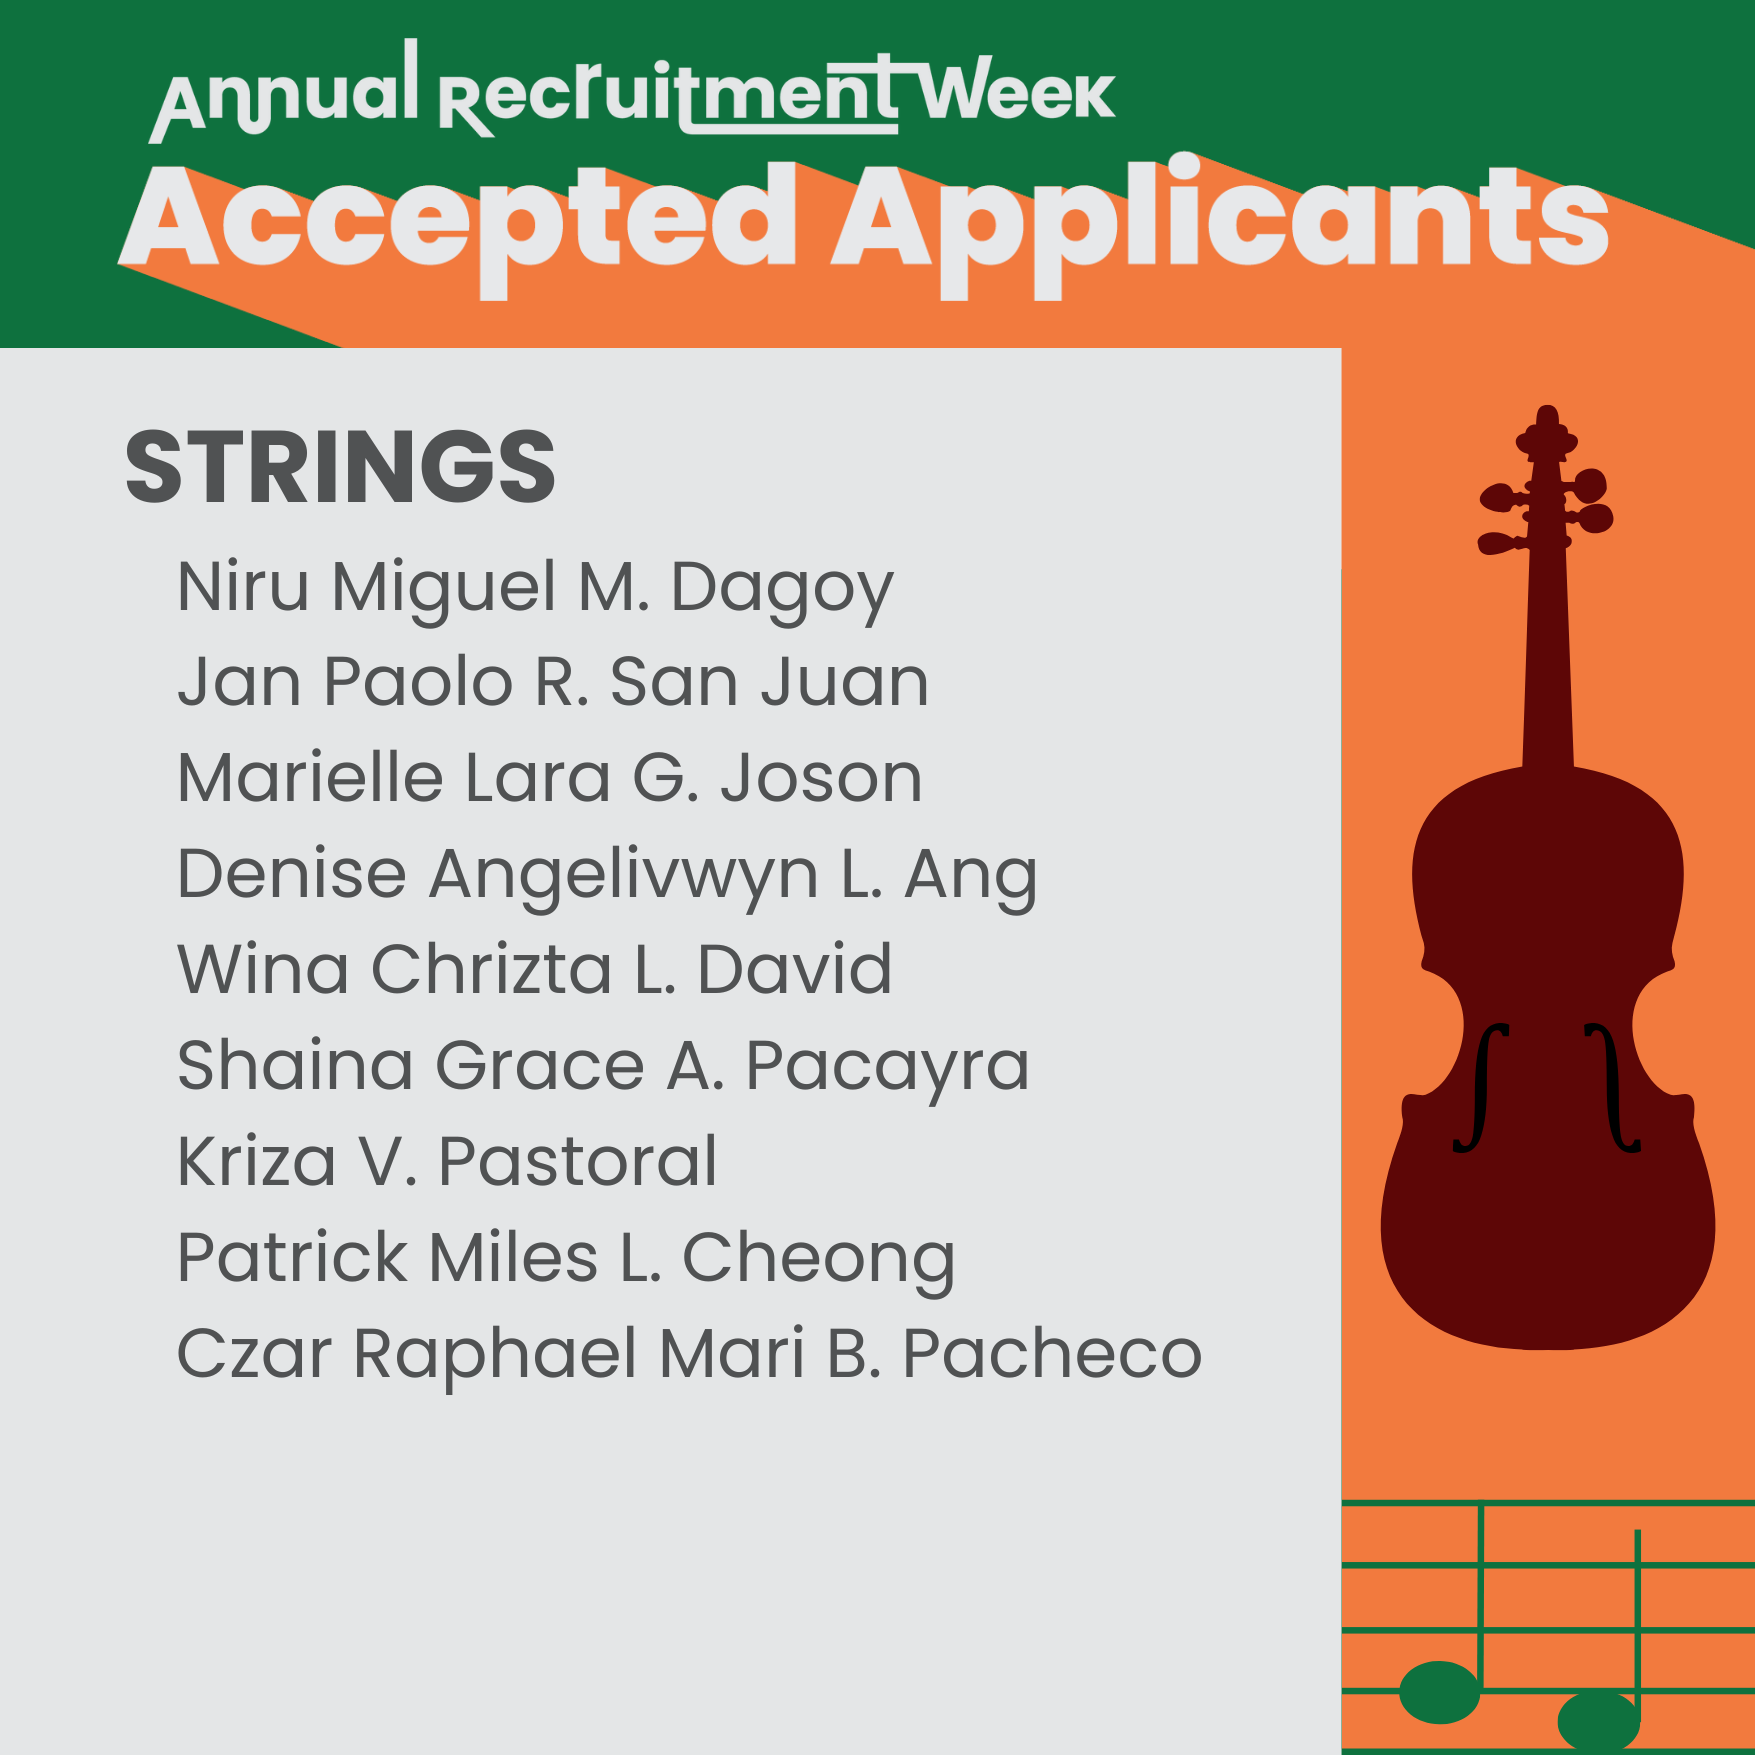 Annual Recruitment Week
Accepted Applicants
STRINGS
Niru Miguel M. Dagoy
Jan Paolo R. San Juan
Marielle Lara G. Joson
Denise Angelivwyn L. Ang
Wina Chrizta L. David
Shaina Grace A. Pacayra
Kriza V. Pastoral
Patrick Miles L. Cheong
Czar Raphael Mari B. Pacheco